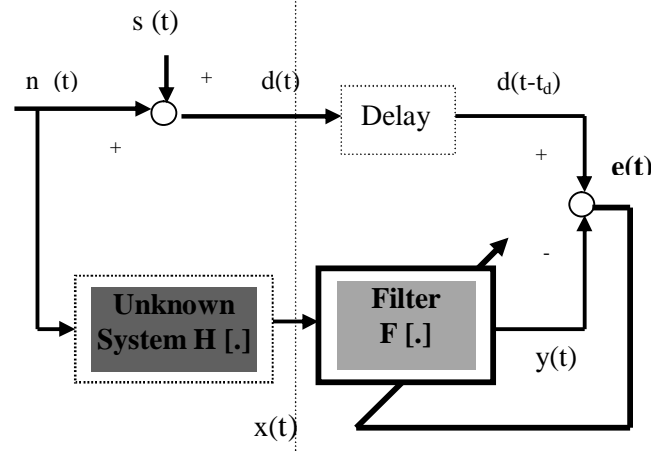 s (t)
n (t)
+
d(t)
d(t-t_d)
Delay
+
+
e(t)
-
Unknown
System H [.]
Filter
F [.]
y(t)
x(t)